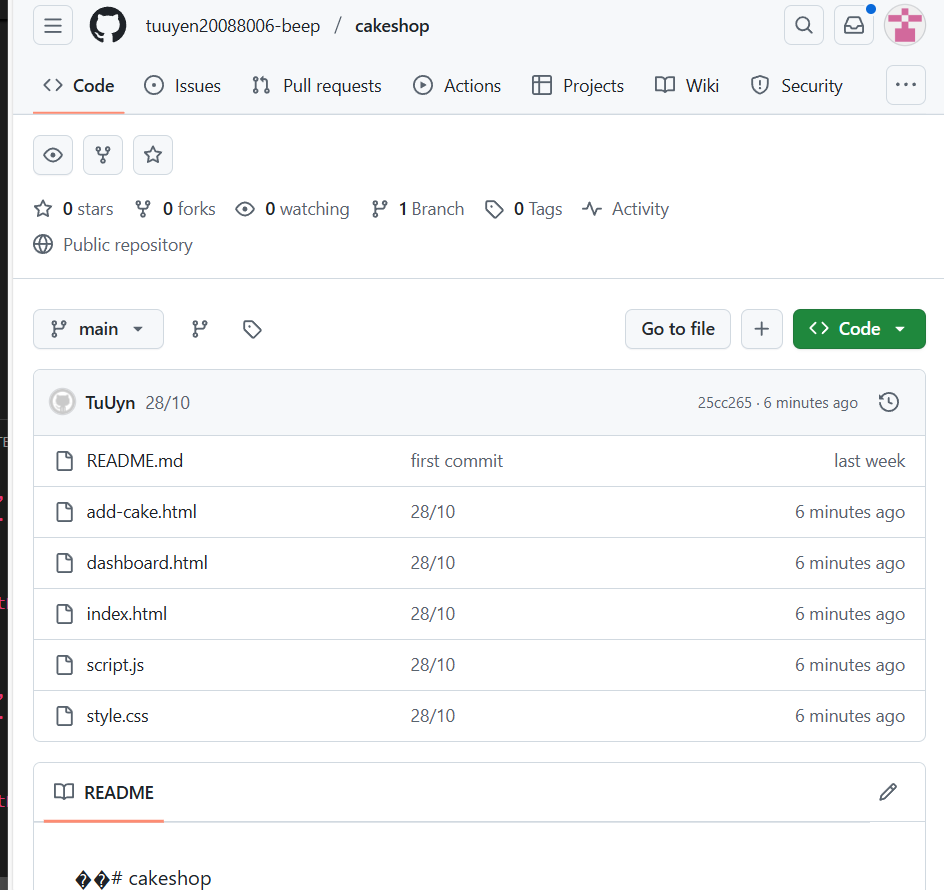 tuuyen20088006-beep / cakeshop
Code Issues Pull requests Actions Projects Wiki Security
0 stars 0 forks 0 watching 1 Branch 0 Tags Activity
Public repository
main Go to file Code
TuUyn 28/10 25cc265 · 6 minutes ago
README.md first commit last week
add-cake.html 28/10 6 minutes ago
dashboard.html 28/10 6 minutes ago
index.html 28/10 6 minutes ago
script.js 28/10 6 minutes ago
style.css 28/10 6 minutes ago
README
��# cakeshop